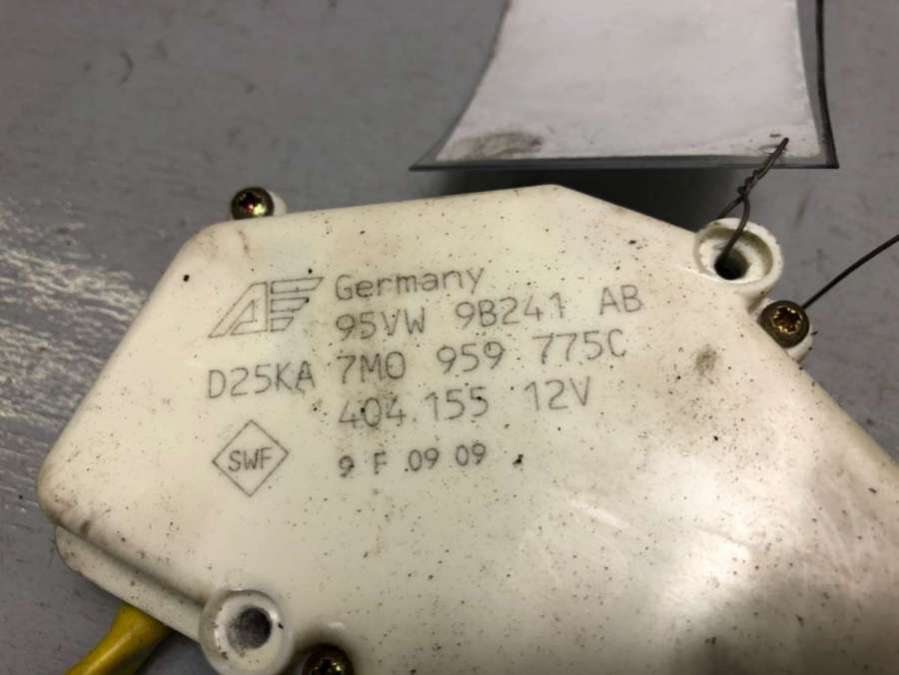 Germany
95VW 9B241 AB
D25KA 7M0 959 775C
404.155 12V
SWF 9 F 09 09